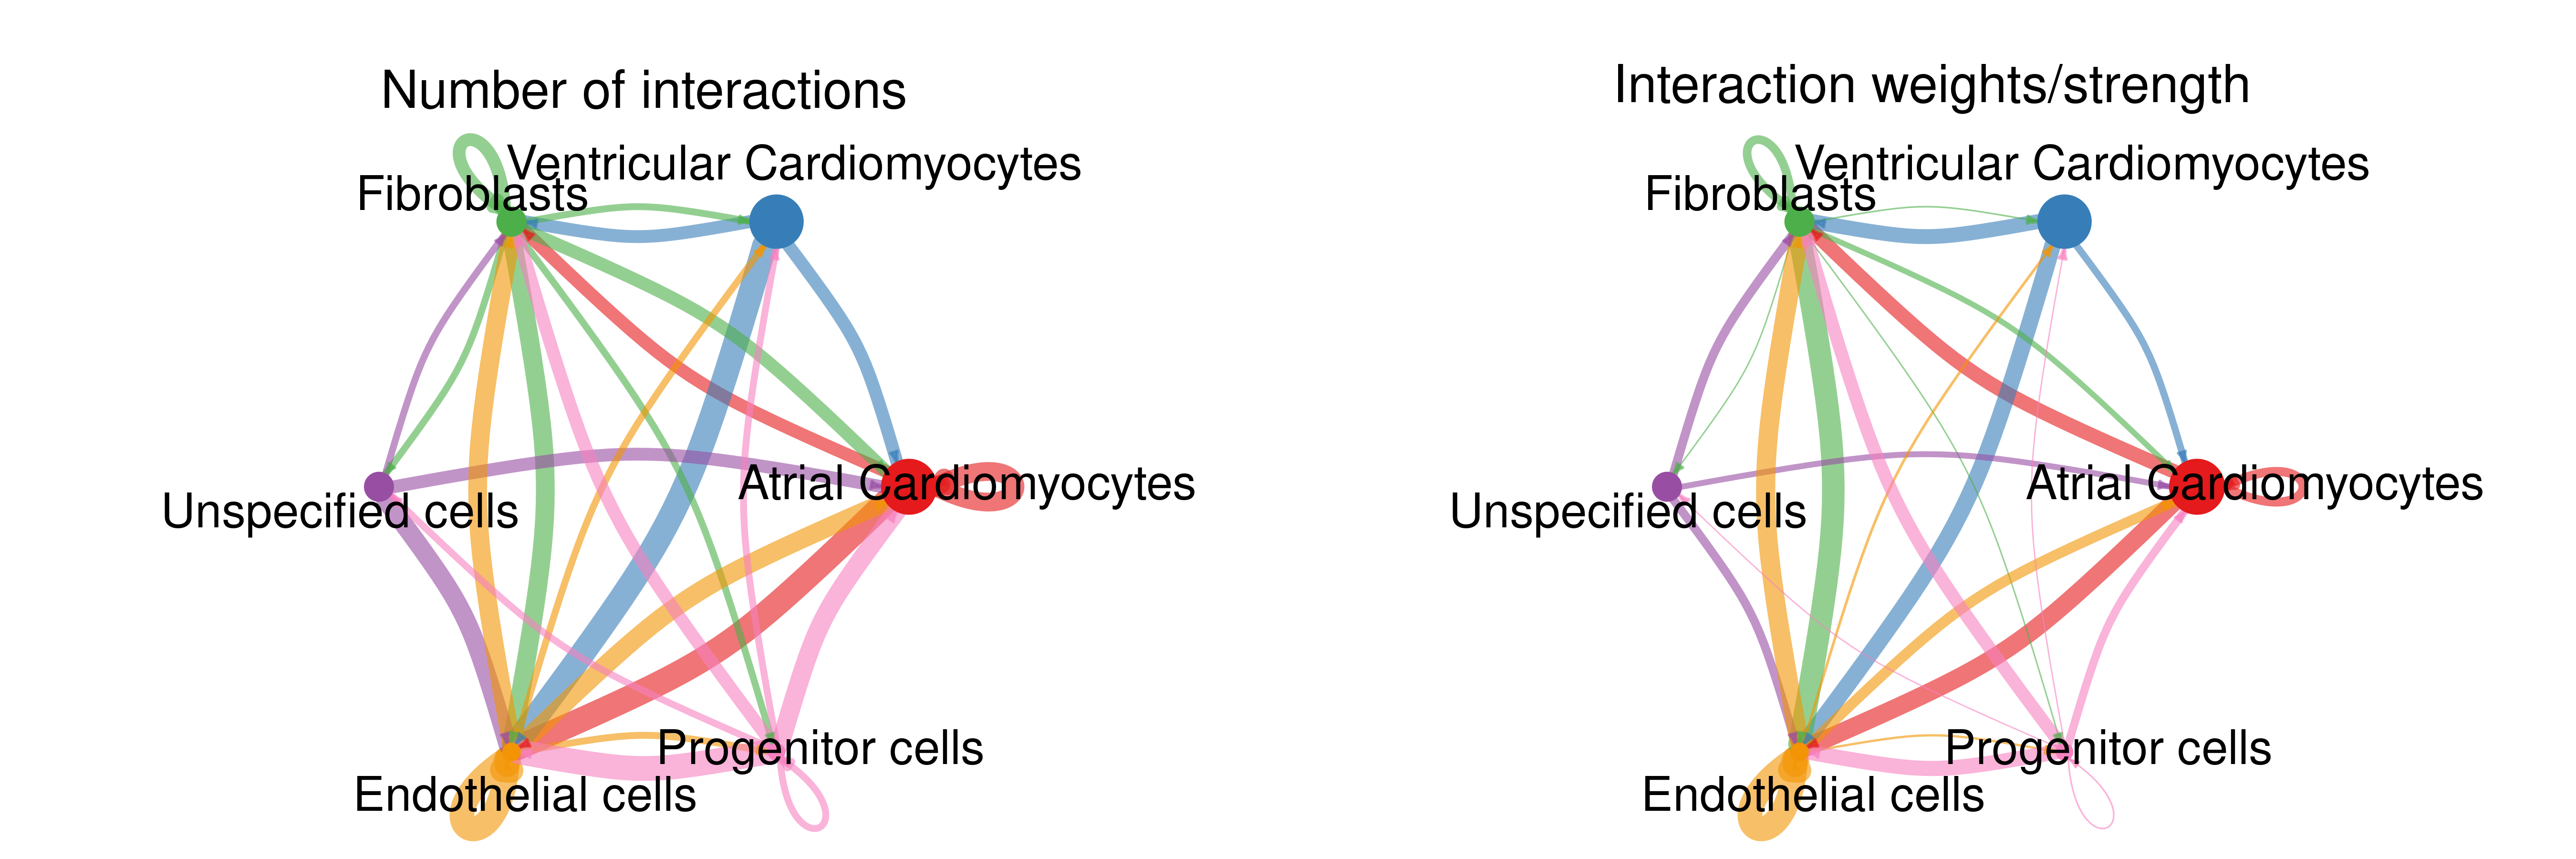 Number of interactions
Ventricular Cardiomyocytes
Fibroblasts
Atrial Cardiomyocytes
Unspecified cells
Progenitor cells
Endothelial cells
Interaction weights/strength
Ventricular Cardiomyocytes
Fibroblasts
Atrial Cardiomyocytes
Unspecified cells
Progenitor cells
Endothelial cells